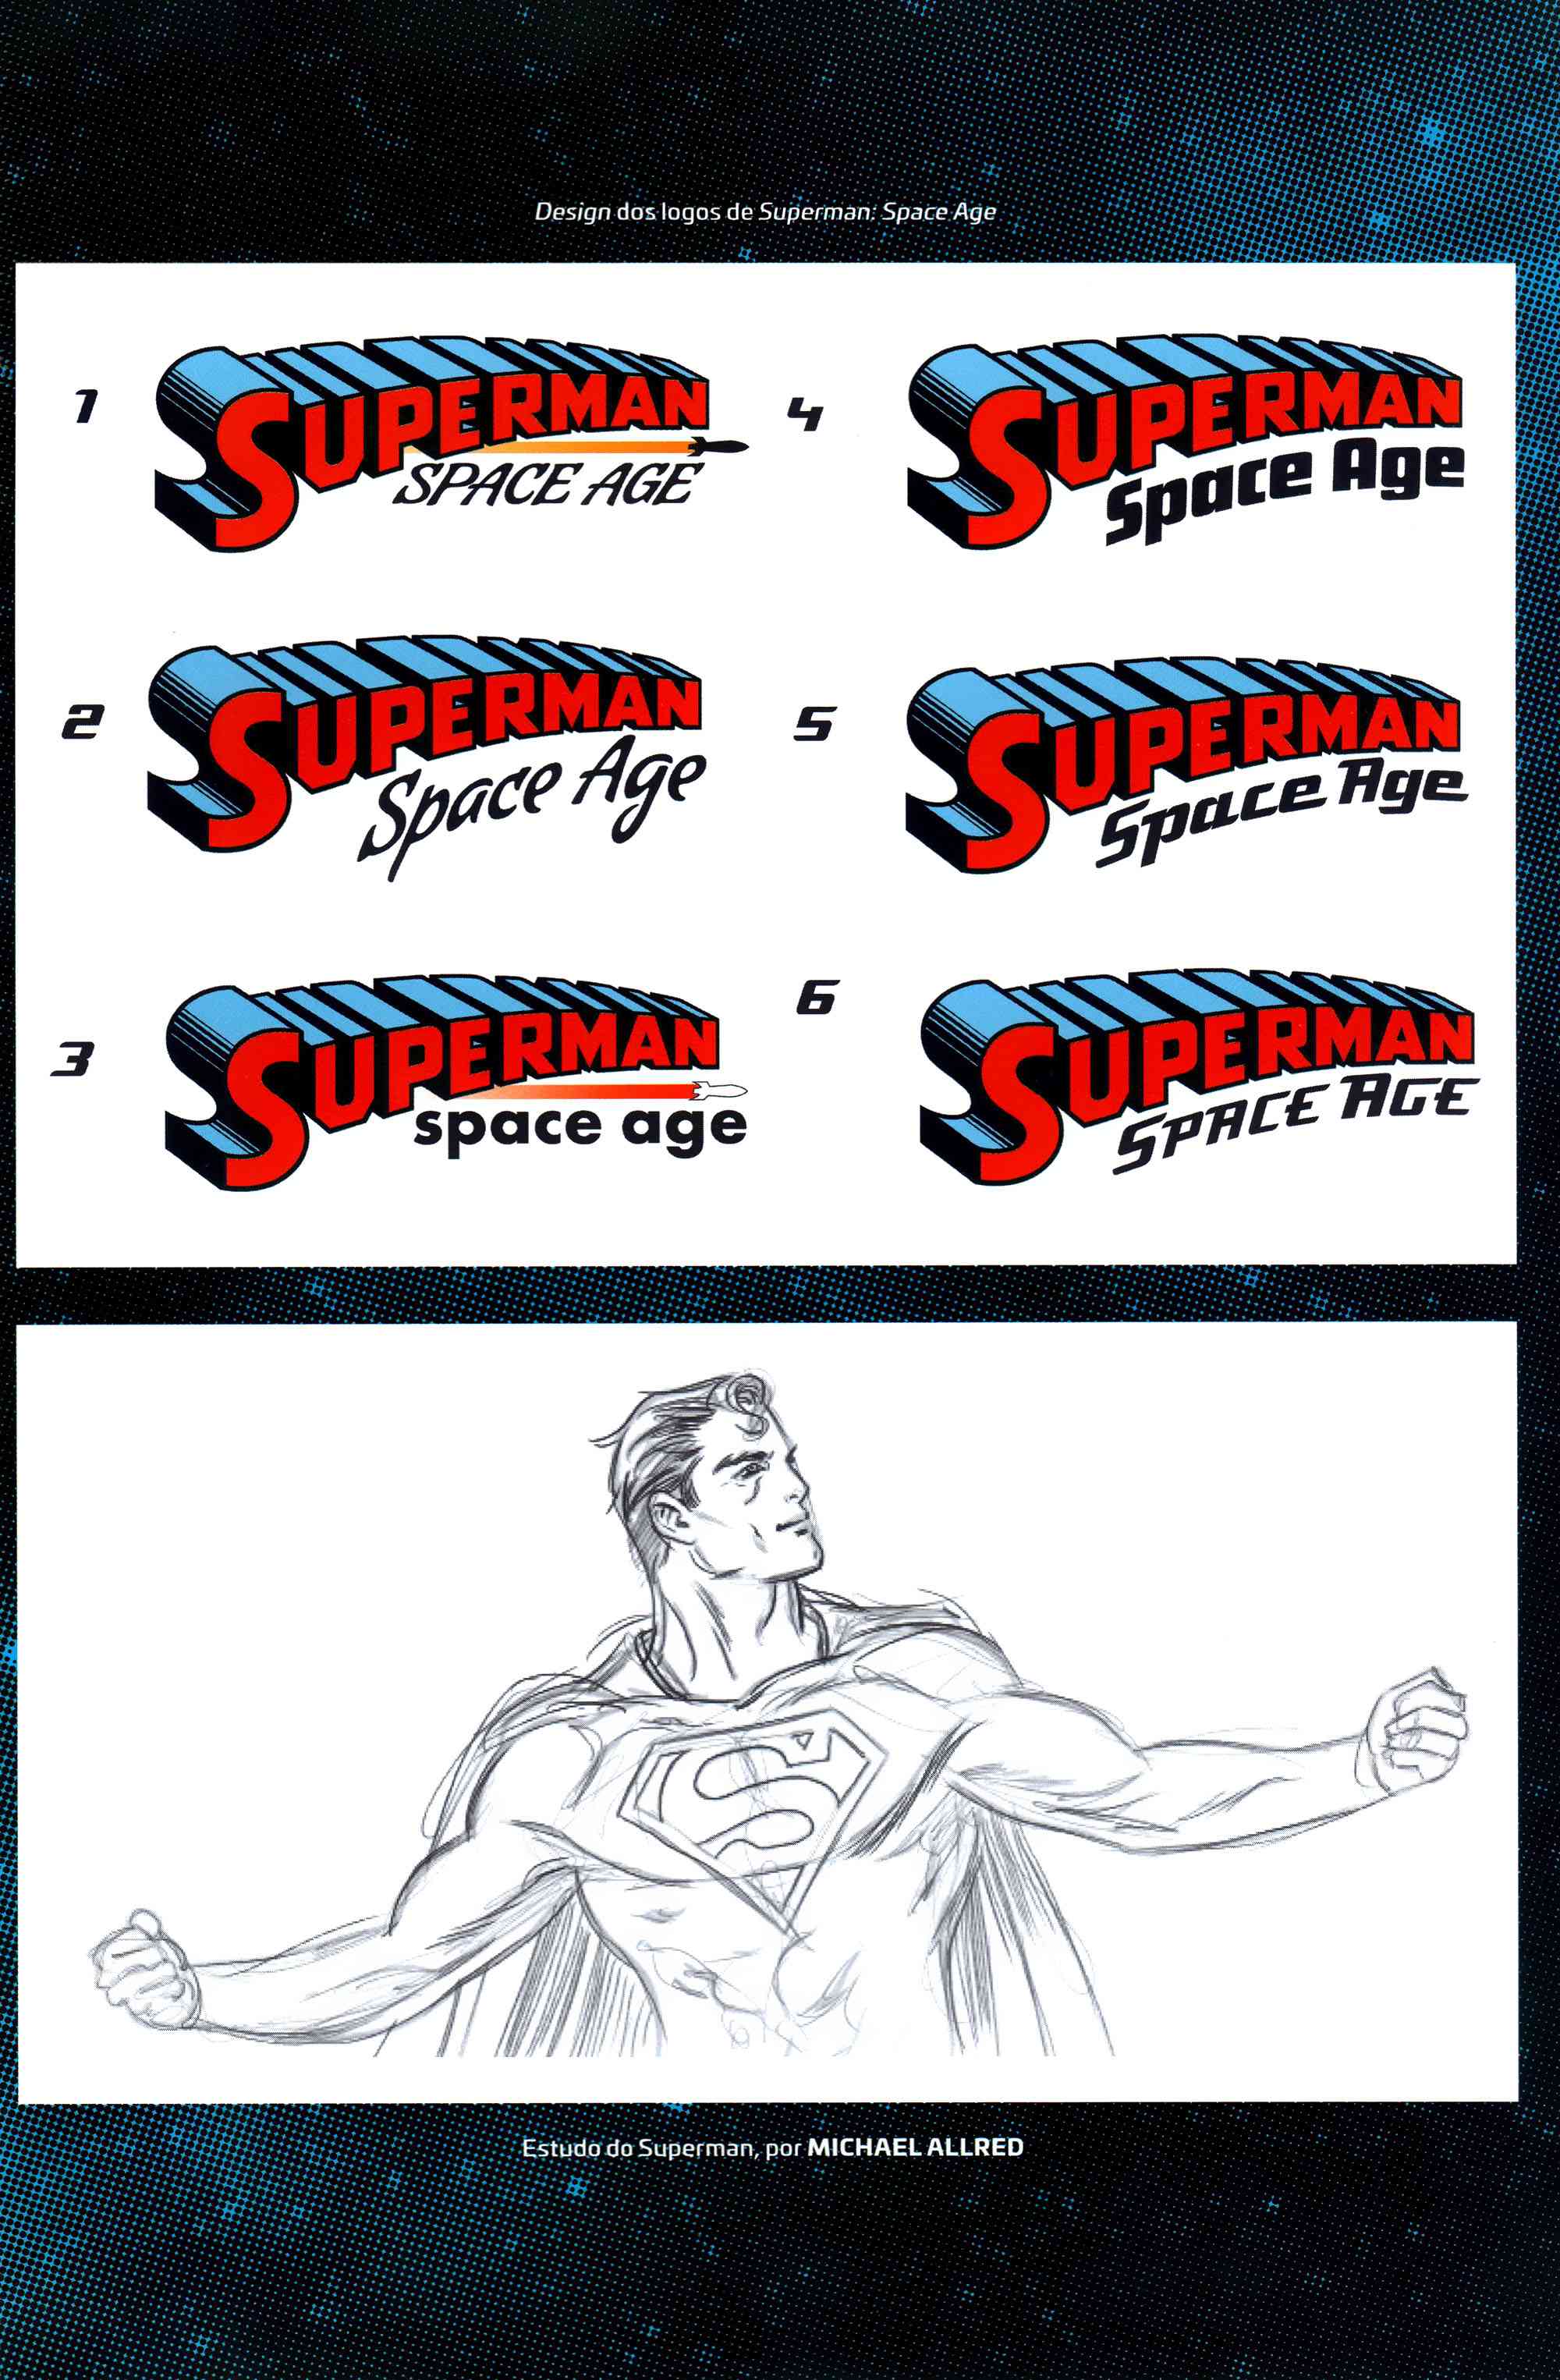 Design dos logos de Superman: Space Age
1
SUPERMAN
SPACE AGE
2
SUPERMAN
Space Age
3
SUPERMAN
space age
4
SUPERMAN
Space Age
5
SUPERMAN
Space Age
6
SUPERMAN
SPACE AGE
S
Estudo do Superman, por MICHAEL ALLRED